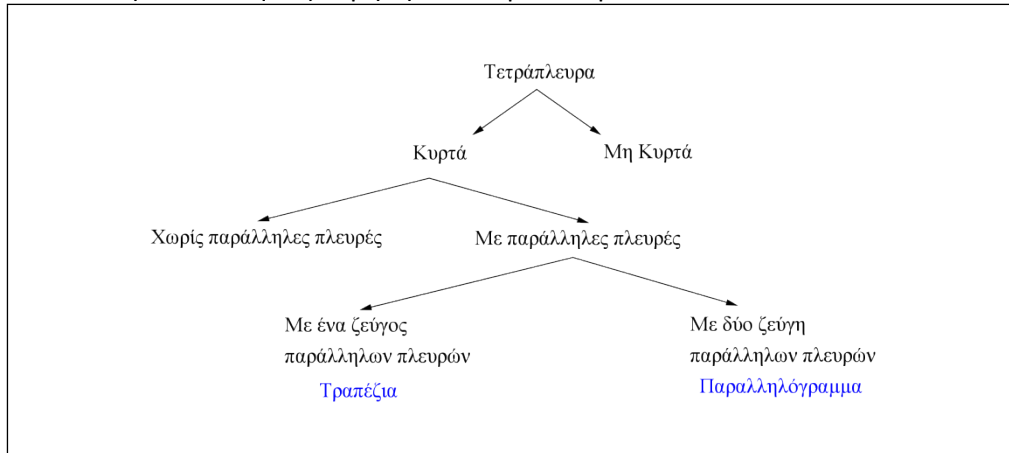 Τετράπλευρα
Κυρτά
Μη Κυρτά
Χωρίς παράλληλες πλευρές
Με παράλληλες πλευρές
Με ένα ζεύγος
παράλληλων πλευρών
Τραπέζια
Με δύο ζεύγη
παράλληλων πλευρών
Παραλληλόγραμμα